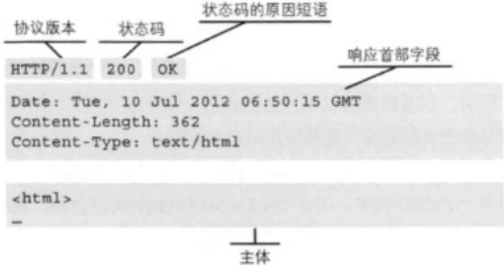 状态码的原因短语
协议版本 状态码
响应首部字段
HTTP/1.1 200 OK
Date: Tue, 10 Jul 2012 06:50:15 GMT
Content-Length: 362
Content-Type: text/html
<html>
…
主体